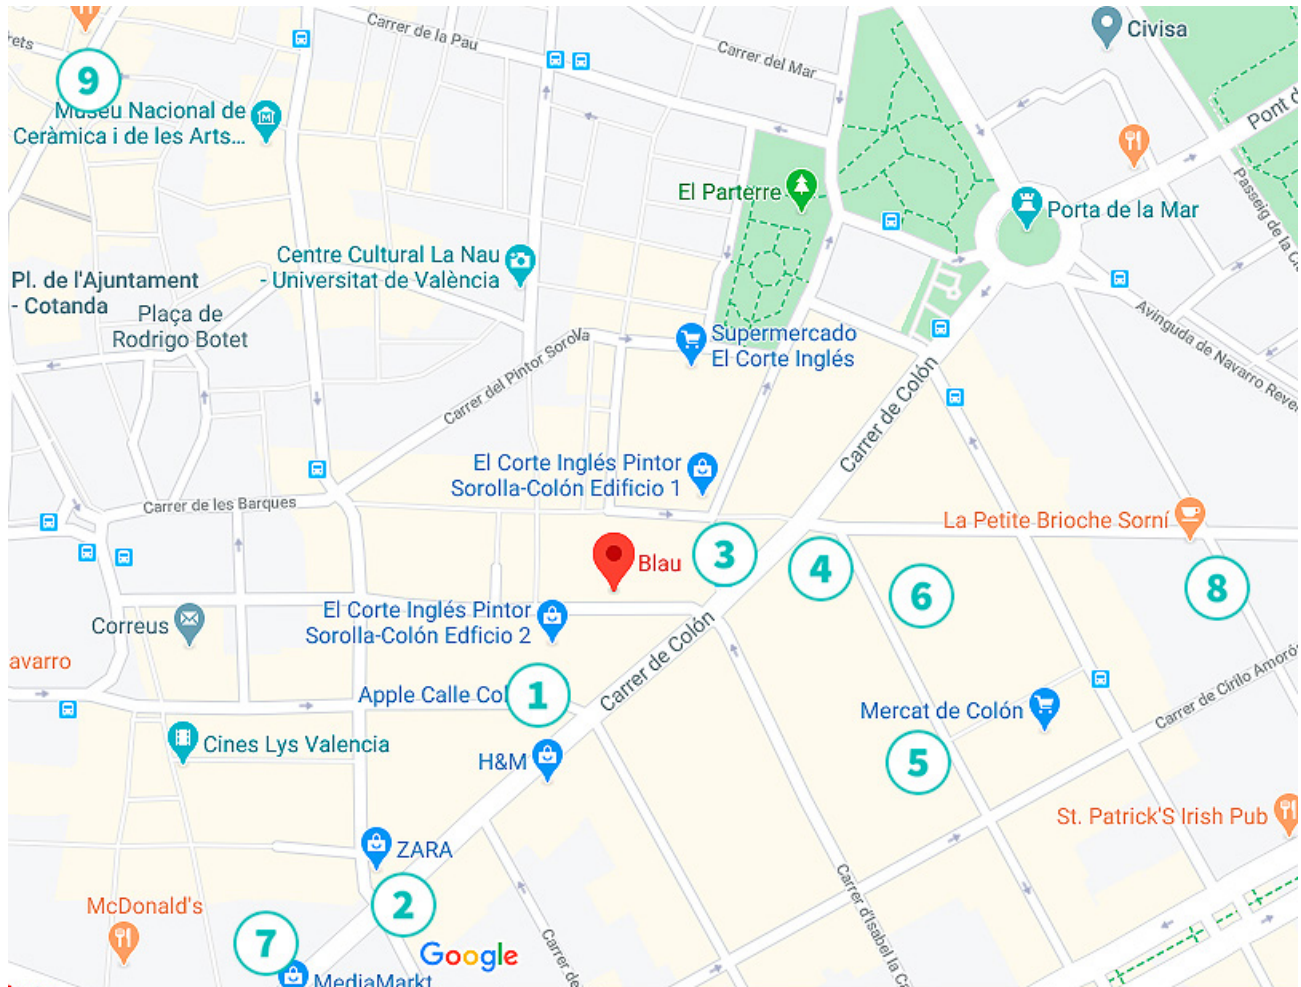 Carrer de la Pau
Carrer del Mar
Civisa
9
Museu Nacional de
Ceràmica i de les Arts...
Pont d
El Parterre
Porta de la Mar
Passeig de la Ci
Centre Cultural La Nau
- Universitat de València
Pl. de l'Ajuntament
- Cotanda
Plaça de
Rodrigo Botet
Avinguda de Navarro Rever
Supermercado
El Corte Inglés
Carrer del Pintor Sorolla
Carrer de Colón
El Corte Inglés Pintor
Sorolla-Colón Edificio 1
Carrer de les Barques
La Petite Brioche Sorní
3
4
Blau
6
8
El Corte Inglés Pintor
Sorolla-Colón Edficio 2
Correus
avarro
Carrer de Colón
Apple Calle Col
1
Mercat de Colón
Carrer de Cirilo Amorós
Cines Lys Valencia
H&M
5
St. Patrick'S Irish Pub
ZARA
McDonald's
2
7
Carrer d'Isabel la Ca
Carrer de
Google
MediaMarkt